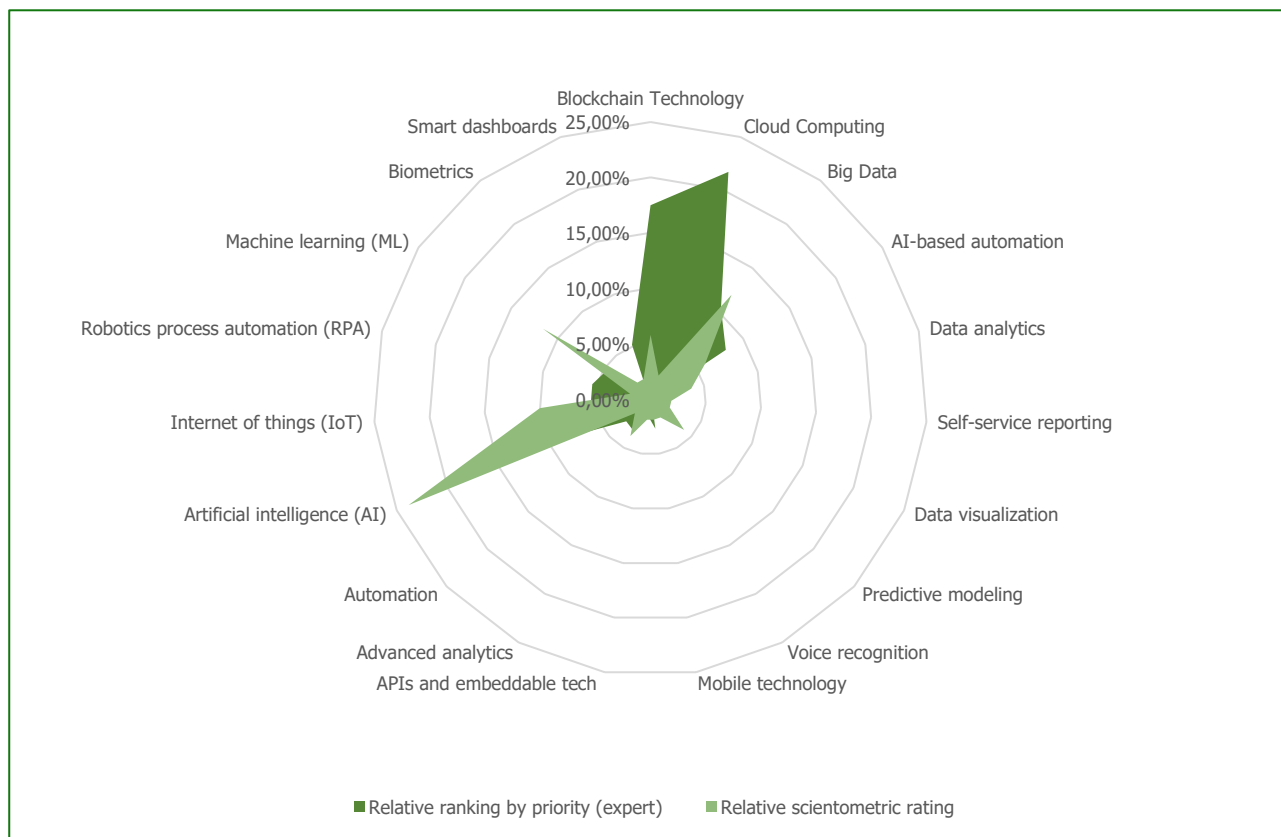 Blockchain Technology
Smart dashboards
25,00%
Cloud Computing
Biometrics
20,00%
Big Data
Machine learning (ML)
15,00%
AI-based automation
Robotics process automation (RPA)
10,00%
Data analytics
5,00%
Internet of things (IoT)
0,00%
Self-service reporting
Artificial intelligence (AI)
Data visualization
Automation
Predictive modeling
Advanced analytics
Voice recognition
APIs and embeddable tech
Mobile technology
Relative ranking by priority (expert)
Relative scientometric rating